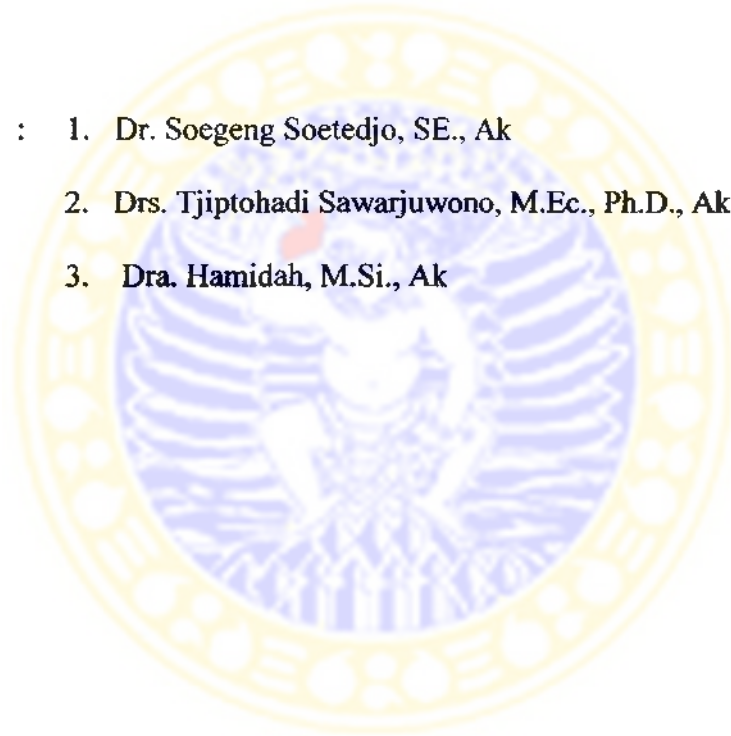 : 1. Dr. Soegeng Soetedjo, SE., Ak
2. Drs. Tjiptohadi Sawarjuwono, M.Ec., Ph.D., Ak
3. Dra. Hamidah, M.Si., Ak